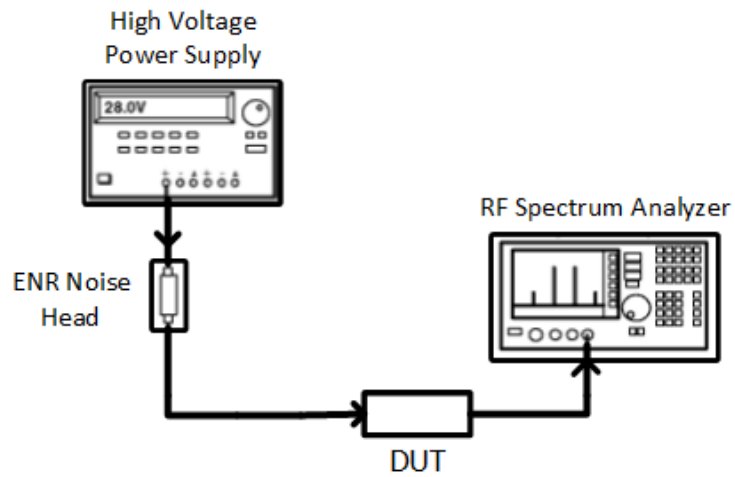 High Voltage
Power Supply
28.0V
RF Spectrum Analyzer
ENR Noise
Head
DUT